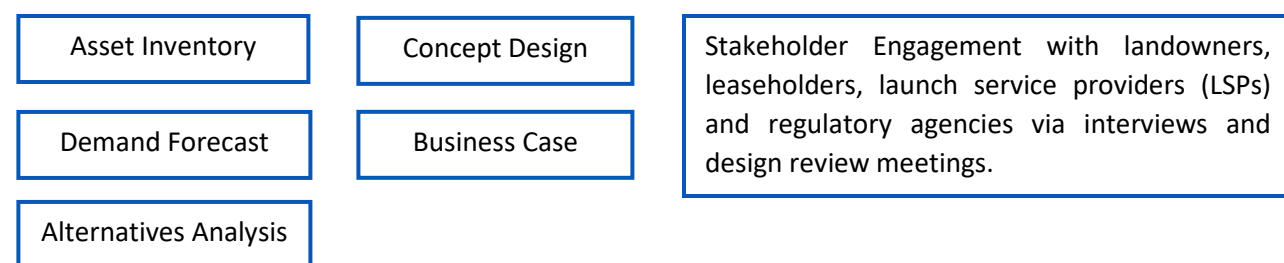 Asset Inventory
Demand Forecast
Alternatives Analysis
Concept Design
Business Case
Stakeholder Engagement with landowners,
leaseholders, launch service providers (LSPs)
and regulatory agencies via interviews and
design review meetings.